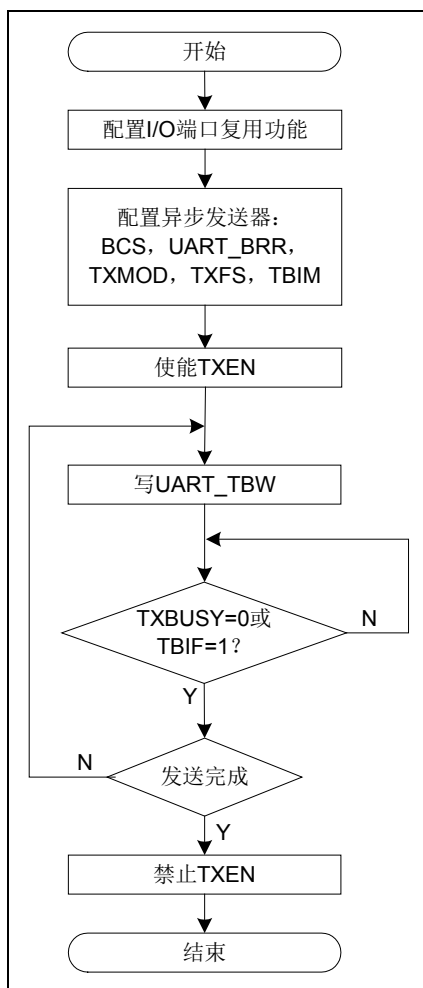 开始
配置I/O端口复用功能
配置异步发送器：
BCS，UART_BRR，
TXMOD，TXFS，TBIM
使能TXEN
写UART_TBW
TXBUSY=0或
TBIF=1？
N
Y
N
发送完成
Y
禁止TXEN
结束